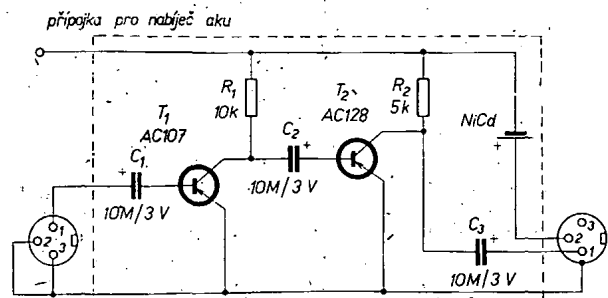 přípojka pro nabíječ aku
R1
10k
T2
AC128
R2
5k
T1
AC107
C2
+
NiCd
+
C1
+
10M/3 V
10M/3 V
1
2
3
C3
+
3
2
1
10M/3 V